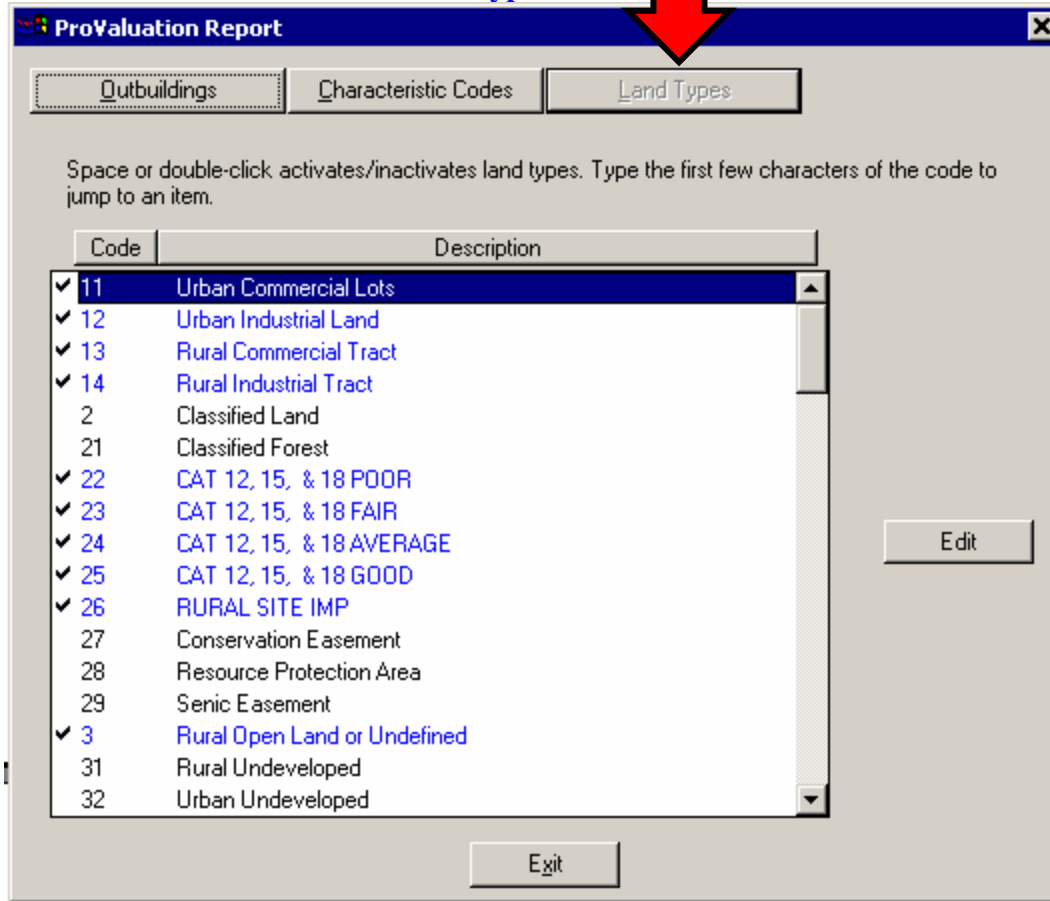 ProValuation Report
Outbuildings Characteristic Codes Land Types
Space or double-click activates/inactivates land types. Type the first few characters of the code to
jump to an item.
Code Description
11 Urban Commercial Lots
12 Urban Industrial Land
13 Rural Commercial Tract
14 Rural Industrial Tract
2 Classified Land
21 Classified Forest
22 CAT 12, 15, & 18 POOR
23 CAT 12, 15, & 18 FAIR
24 CAT 12, 15, & 18 AVERAGE
25 CAT 12, 15, & 18 GOOD
26 RURAL SITE IMP
27 Conservation Easement
28 Resource Protection Area
29 Senic Easement
3 Rural Open Land or Undefined
31 Rural Undeveloped
32 Urban Undeveloped
Edit
Exit